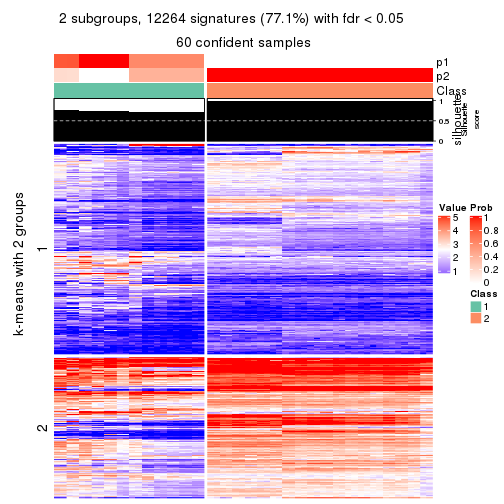 2 subgroups, 12264 signatures (77.1%) with fdr < 0.05
60 confident samples
p1
p2
Class
1
0.5
0
silhouette
Silhouette
score
k-means with 2 groups
1
2
Value
5
4
3
2
1
Prob
1
0.8
0.6
0.4
0.2
0
Class
1
2